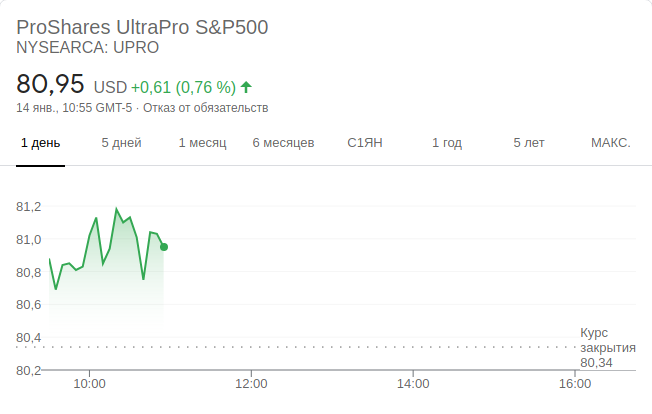 ProShares UltraPro S&P500
NYSEARCA: UPRO
80,95 USD +0,61 (0,76 %)
14 янв., 10:55 GMT-5 · Отказ от обязательств
1 день 5 дней 1 месяц 6 месяцев С1ЯН 1 год 5 лет МАКС.
81,2
81,0
80,8
80,6
80,4
80,2
Курс
закрытия
80,34
10:00 12:00 14:00 16:00